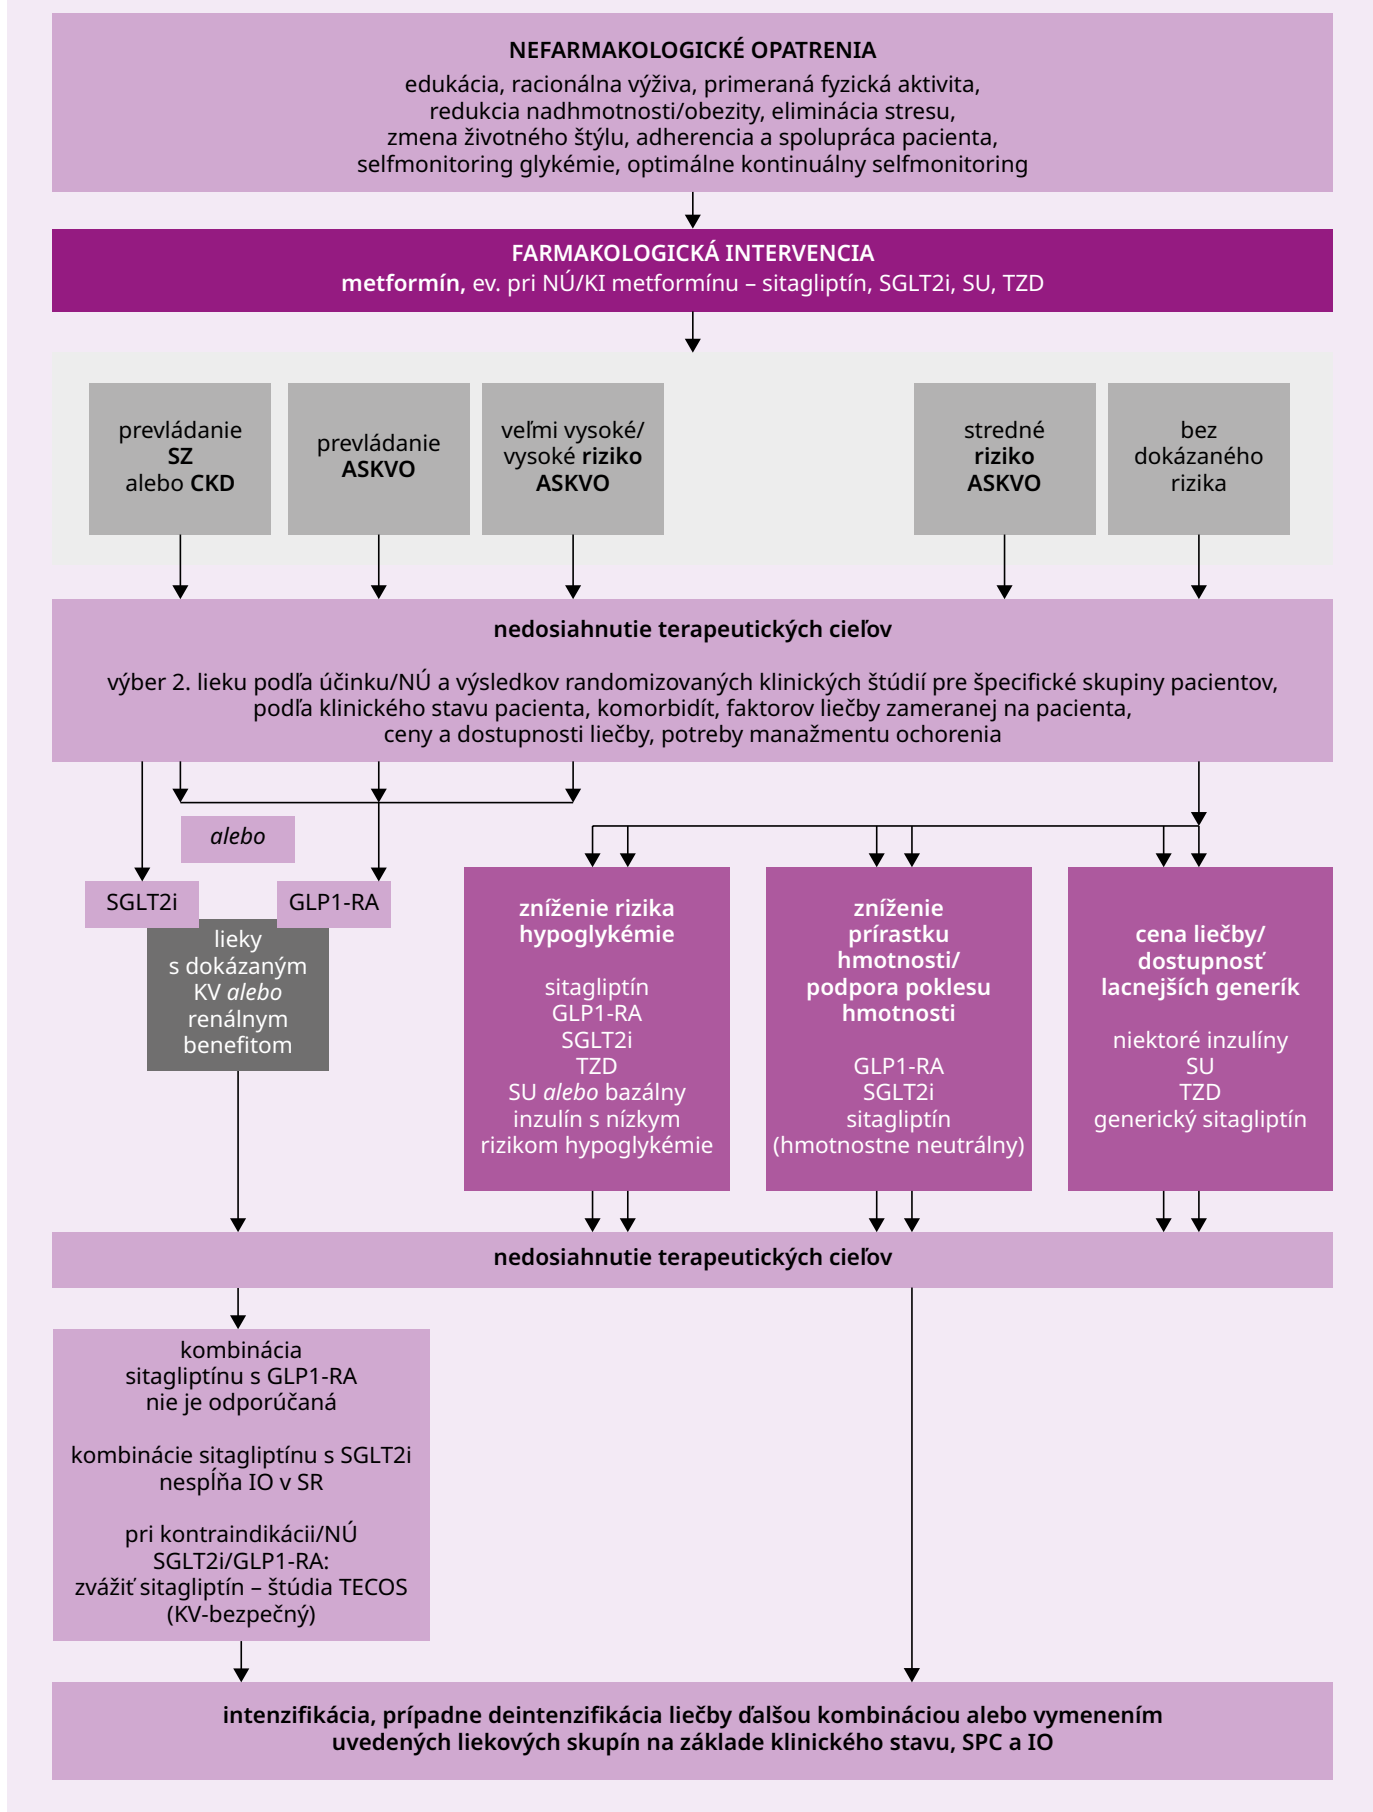 NEFARMAKOLOGICKÉ OPATRENIA
edukácia, racionálna výživa, primeraná fyzická aktivita,
redukcia nadhmotnosti/obezity, eliminácia stresu,
zmena životného štýlu, adherencia a spolupráca pacienta,
selfmonitoring glykémie, optimálne kontinuálny selfmonitoring
FARMAKOLOGICKÁ INTERVENCIA
metformín, ev. pri NÚ/KI metformínu – sitagliptín, SGLT2i, SU, TZD
prevládanie
SZ
alebo CKD
prevládanie
ASKVO
veľmi vysoké/
vysoké riziko
ASKVO
stredné
riziko
ASKVO
bez
dokázaného
rizika
nedosiahnutie terapeutických cieľov
výber 2. lieku podľa účinku/NÚ a výsledkov randomizovaných klinických štúdií pre špecifické skupiny pacientov,
podľa klinického stavu pacienta, komorbidít, faktorov liečby zameranej na pacienta,
ceny a dostupnosti liečby, potreby manažmentu ochorenia
alebo
SGLT2i
GLP1-RA
lieky
s dokázaným
KV alebo
renálnym
benefitom
zníženie rizika
hypoglykémie
sitagliptín
GLP1-RA
SGLT2i
TZD
SU alebo bazálny
inzulín s nízkym
rizikom hypoglykémie
zníženie
prírastku
hmotnosti/
podpora poklesu
hmotnosti
GLP1-RA
SGLT2i
sitagliptín
(hmotnostne neutrálny)
cena liečby/
dostupnosť
lacnejších generík
niektoré inzulíny
SU
TZD
generický sitagliptín
nedosiahnutie terapeutických cieľov
kombinácia
sitagliptínu s GLP1-RA
nie je odporúčaná
kombinácie sitagliptínu s SGLT2i
nespĺňa IO v SR
pri kontraindikácii/NÚ
SGLT2i/GLP1-RA:
zvážiť sitagliptín – štúdia TECOS
(KV-bezpečný)
intenzifikácia, prípadne deintenzifikácia liečby ďalšou kombináciou alebo vymenením
uvedených liekových skupín na základe klinického stavu, SPC a IO